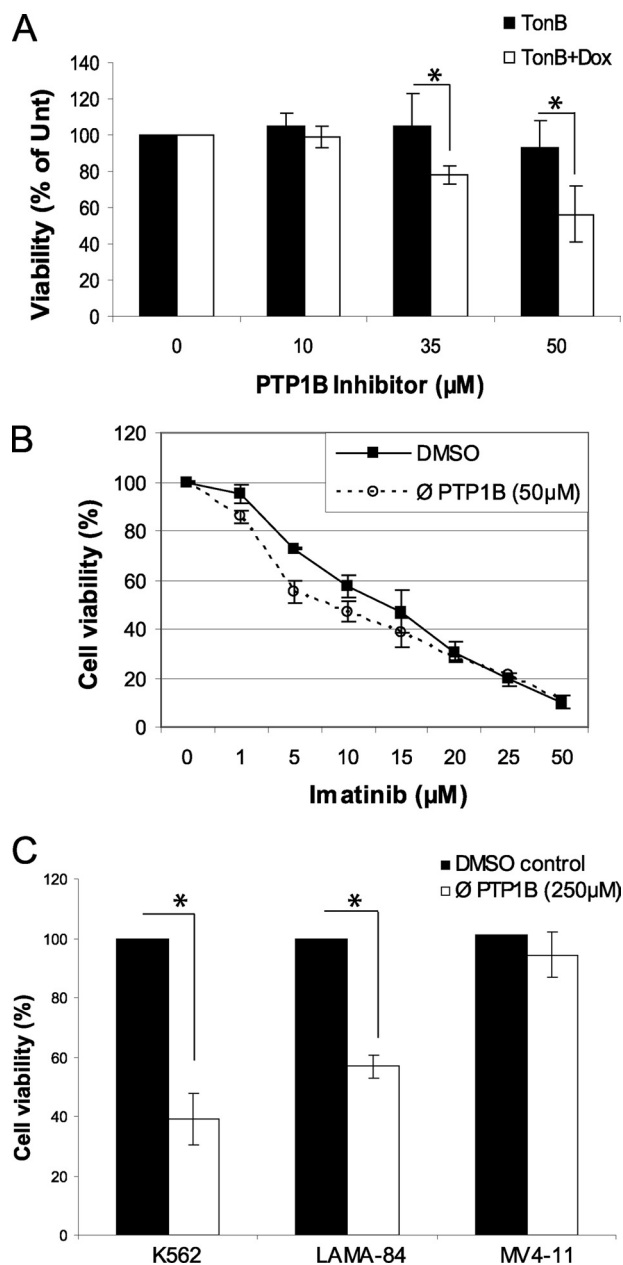 A
TonB
TonB+Dox
*
*
Viability (% of Unt)
140
120
100
80
60
40
20
0
0 10 35 50
PTP1B Inhibitor (µM)
B
DMSO
Ø PTP1B (50µM)
Cell viability (%)
120
100
80
60
40
20
0
0 1 5 10 15 20 25 50
Imatinib (µM)
C
DMSO control
Ø PTP1B (250µM)
*
*
Cell viability (%)
120
100
80
60
40
20
0
K562 LAMA-84 MV4-11